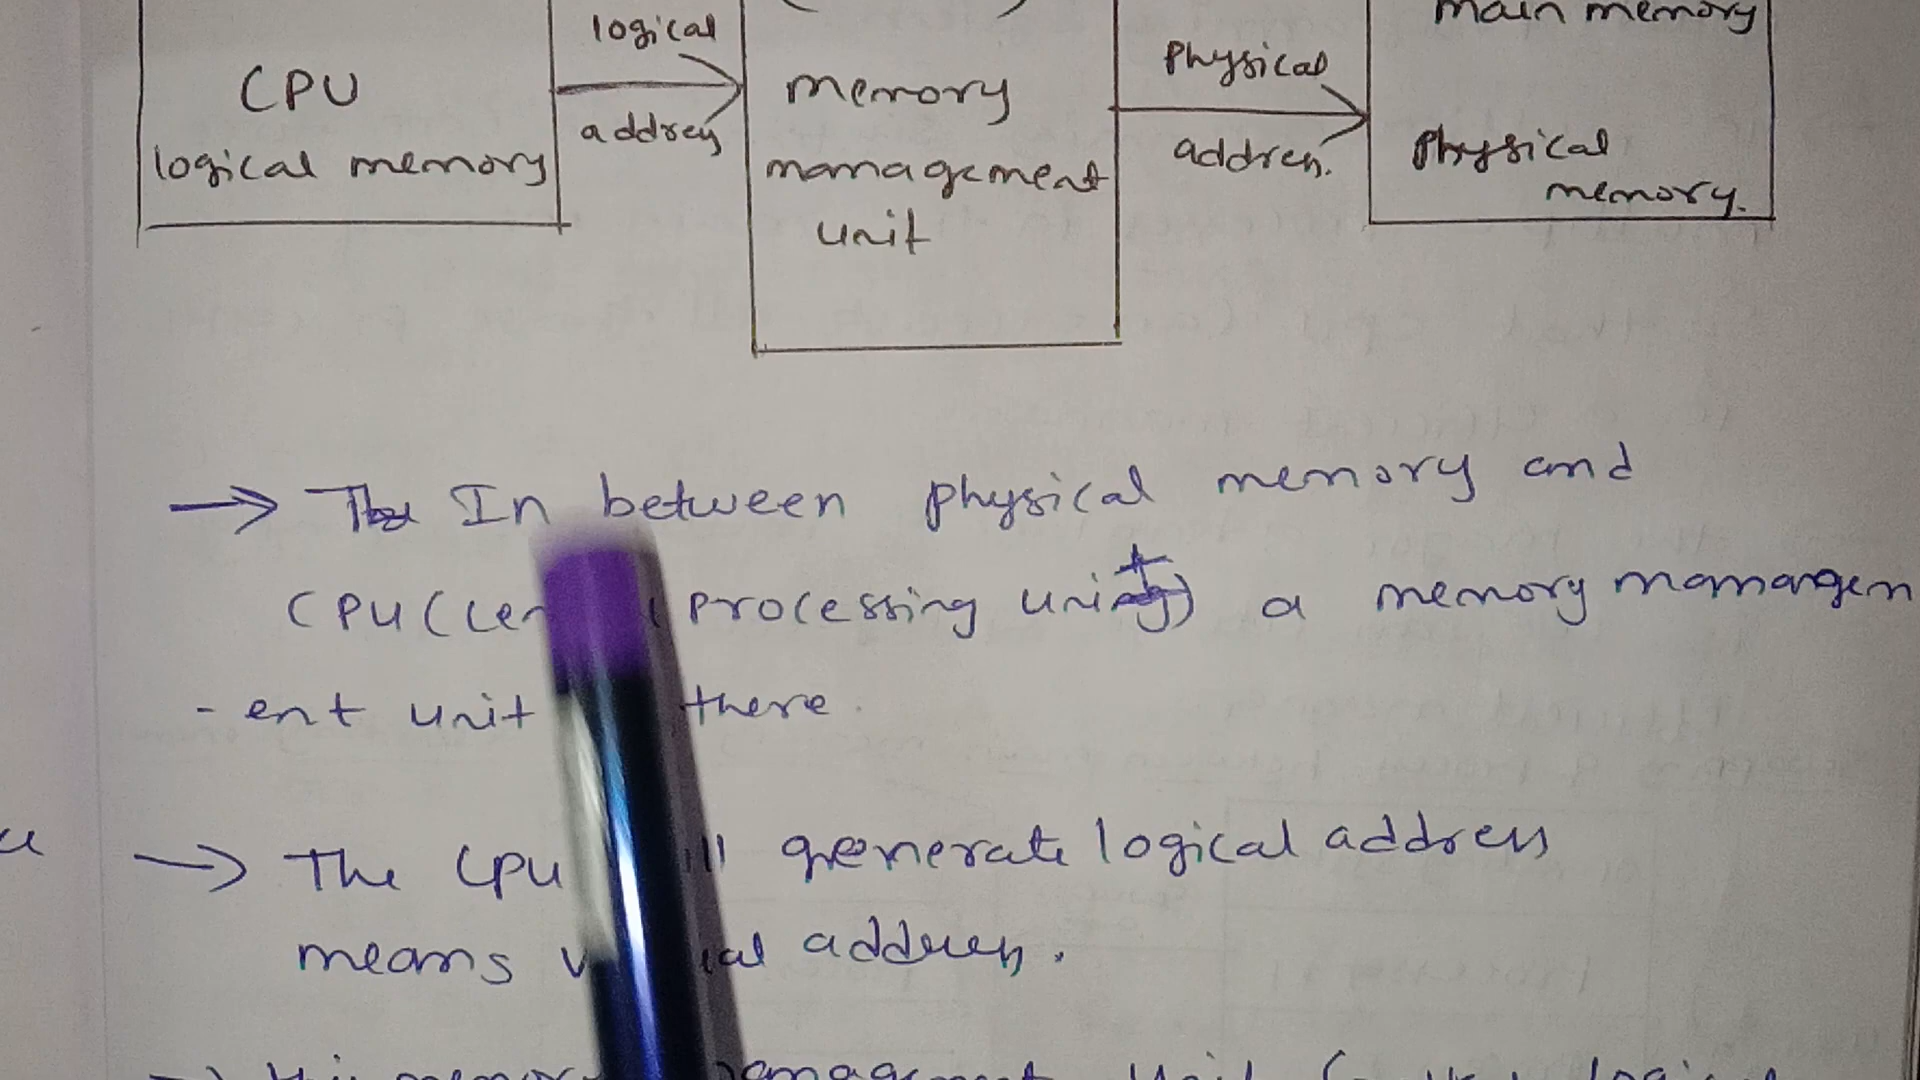 main memory
logical
Physical
CPU
memory
address
address.
Physical
logical memory
management
memory.
unit
→ The In between physical memory and
CPU ( processing unit) a memory managem
- ent unit there.
→ The CPU generate logical address
means address.